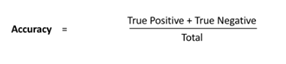 True Positive + True Negative
Accuracy =
Total